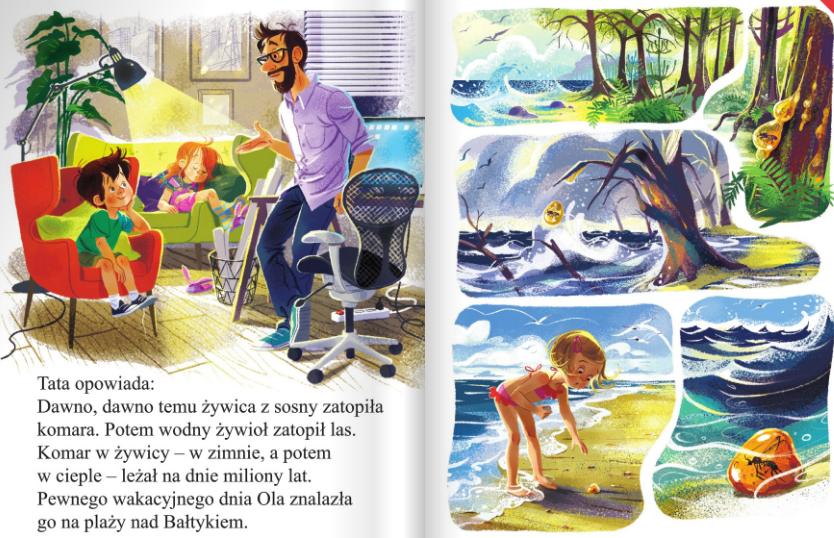 Tata opowiada:
Dawno, dawno temu żywica z sosny zatopiła
komara. Potem wodny żywioł zatopił las.
Komar w żywicy – w zimnie, a potem
w cieple – leżał na dnie miliony lat.
Pewnego wakacyjnego dnia Ola znalazła
go na plaży nad Bałtykiem.